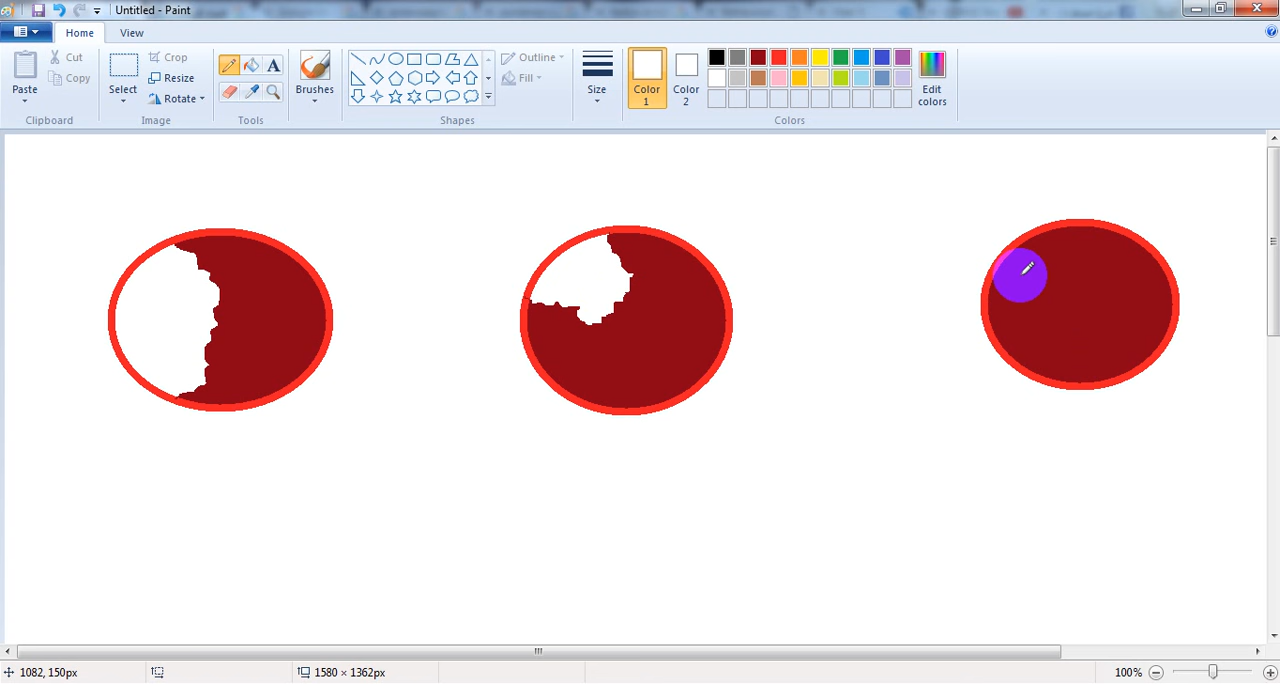 Untitled - Paint
Home View
Paste
Cut
Copy
Clipboard
Select
Crop
Resize
Rotate
Image
A
Tools
Brushes
Outline
Fill
Shapes
Size
Color 1
Color 2
Edit colors
Colors
1082, 150px
1580 × 1362px
100%